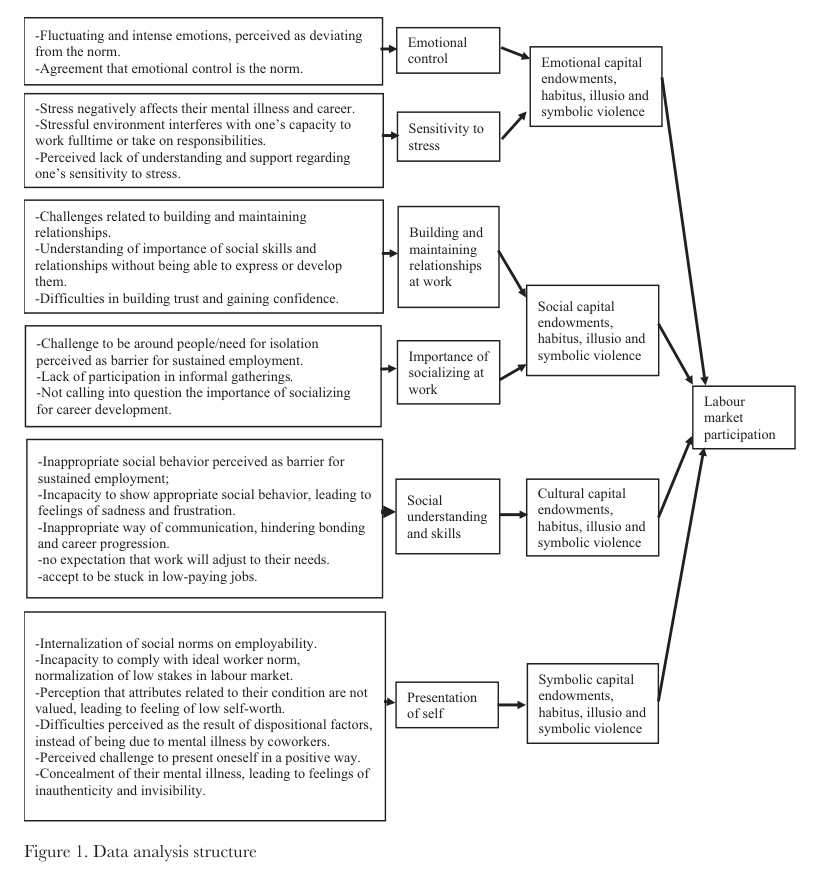 -Fluctuating and intense emotions, perceived as deviating
from the norm.
-Agreement that emotional control is the norm.
Emotional
control
Emotional capital
endowments,
habitus, illusio and
symbolic violence
-Stress negatively affects their mental illness and career.
-Stressful environment interferes with one's capacity to
work fulltime or take on responsibilities.
-Perceived lack of understanding and support regarding
one's sensitivity to stress.
Sensitivity to
stress
-Challenges related to building and maintaining
relationships.
-Understanding of importance of social skills and
relationships without being able to express or develop
them.
-Difficulties in building trust and gaining confidence.
Building and
maintaining
relationships
at work
Social capital
endowments,
habitus, illusio and
symbolic violence
-Challenge to be around people/need for isolation
perceived as barrier for sustained employment.
-Lack of participation in informal gatherings.
-Not calling into question the importance of socializing
for career development.
Importance of
socializing at
work
Labour
market
participation
-Inappropriate social behavior perceived as barrier for
sustained employment;
-Incapacity to show appropriate social behavior, leading to
feelings of sadness and frustration.
-Inappropriate way of communication, hindering bonding
and career progression.
-no expectation that work will adjust to their needs.
-accept to be stuck in low-paying jobs.
Social
understanding
and skills
Cultural capital
endowments,
habitus, illusio and
symbolic violence
-Internalization of social norms on employability.
-Incapacity to comply with ideal worker norm,
normalization of low stakes in labour market.
-Perception that attributes related to their condition are not
valued, leading to feeling of low self-worth.
-Difficulties perceived as the result of dispositional factors,
instead of being due to mental illness by coworkers.
-Perceived challenge to present oneself in a positive way.
-Concealment of their mental illness, leading to feelings of
inauthenticity and invisibility.
Presentation
of self
Symbolic capital
endowments,
habitus, illusio and
symbolic violence
Figure 1. Data analysis structure